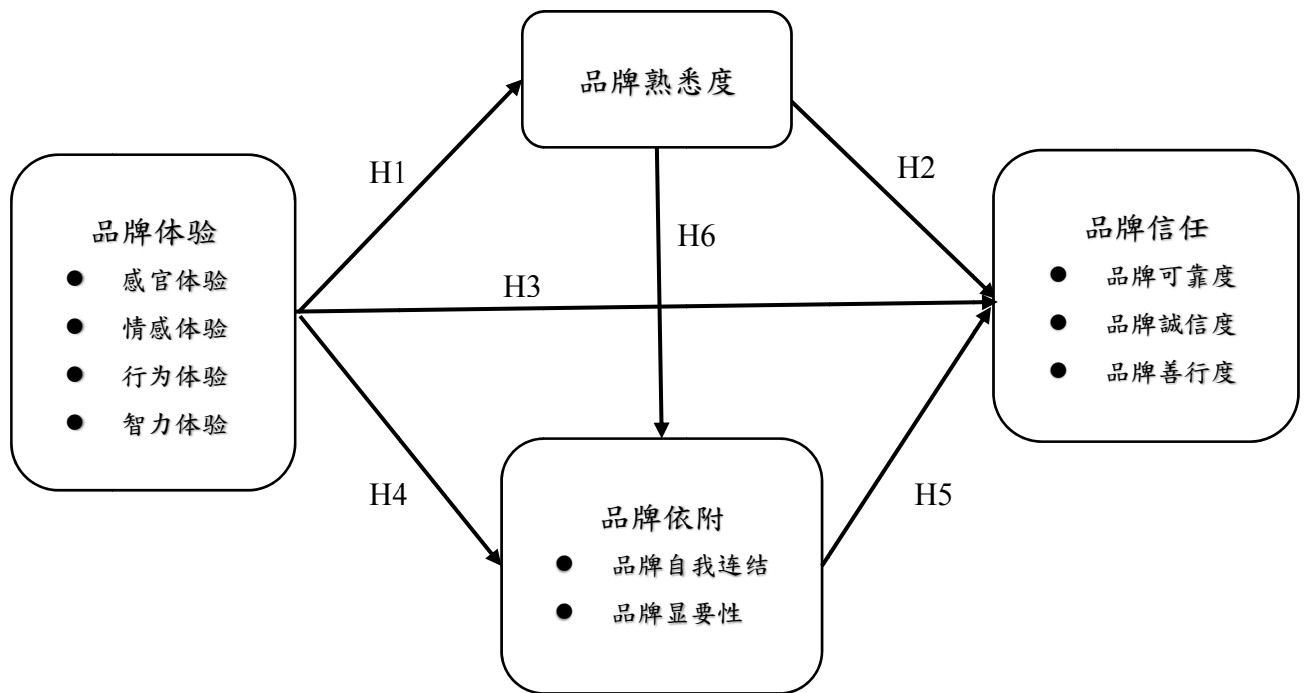 品牌熟悉度
H1
H2
品牌体验
感官体验
情感体验
行为体验
智力体验
H6
H3
品牌信任
品牌可靠度
品牌誠信度
品牌善行度
H4
H5
品牌依附
品牌自我连结
品牌显要性